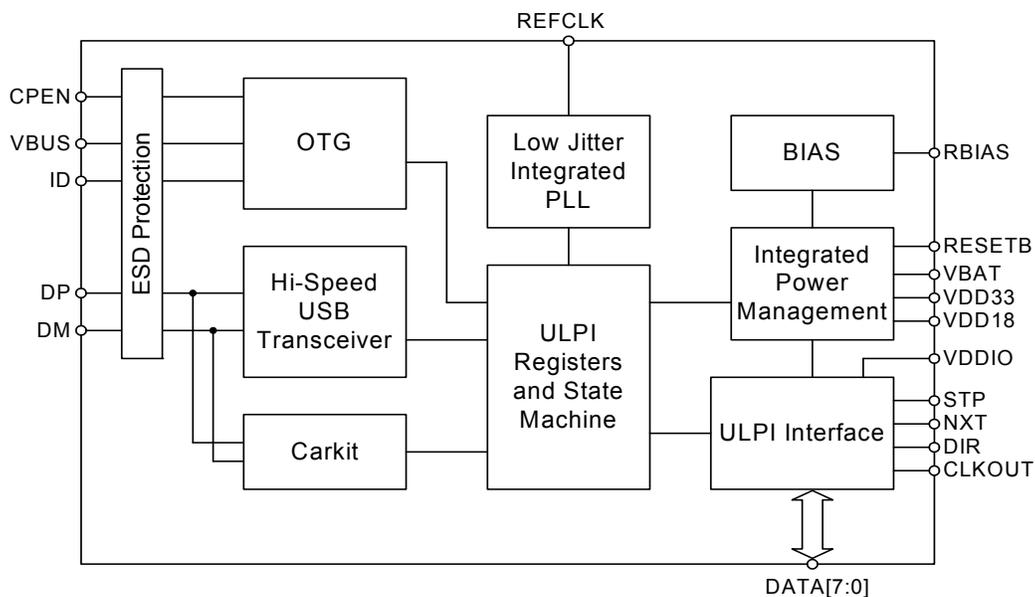 REFCLK
CPEN
VBUS
ID
DP
DM
ESD Protection
OTG
Hi-Speed
USB
Transceiver
Carkit
Low Jitter
Integrated
PLL
ULPI
Registers
and State
Machine
BIAS
Integrated
Power
Management
ULPI Interface
RBIAS
RESETB
VBAT
VDD33
VDD18
VDDIO
STP
NXT
DIR
CLKOUT
DATA[7:0]